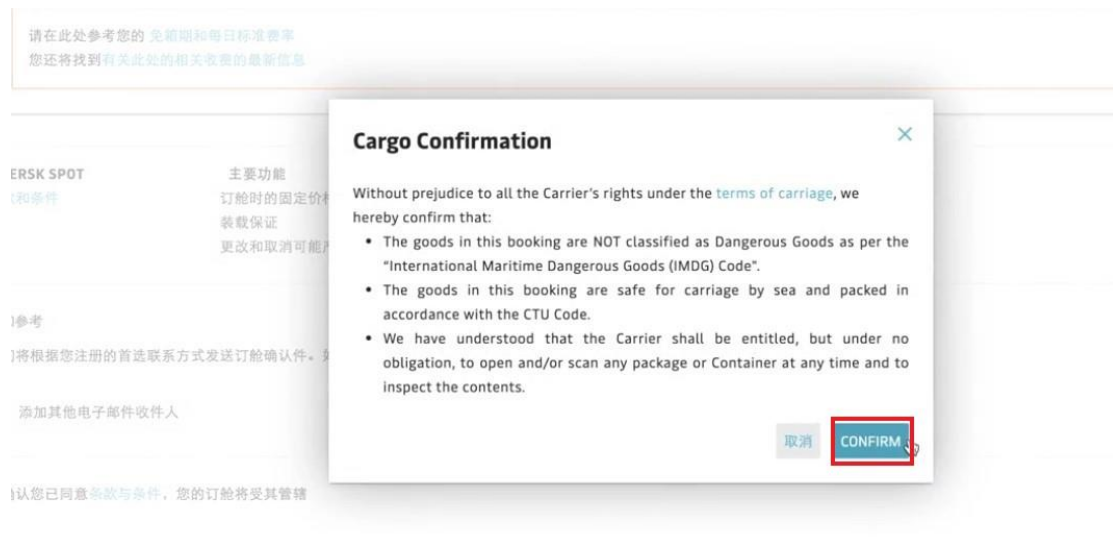 请在此处参考您的 免箱期和每日标准费率
您还将找到有关此处的相关收费的最新信息
Cargo Confirmation
Without prejudice to all the Carrier's rights under the terms of carriage, we
hereby confirm that:
• The goods in this booking are NOT classified as Dangerous Goods as per the
“International Maritime Dangerous Goods (IMDG) Code".
• The goods in this booking are safe for carriage by sea and packed in
accordance with the CTU Code.
• We have understood that the Carrier shall be entitled, but under no
obligation, to open and/or scan any package or Container at any time and to
inspect the contents.
取消 CONFIRM
ERSK SPOT
和条件
主要功能
订舱时的固定价
装载保证
更改和取消可能
参考
将根据您注册的首选联系方式发送订舱确认件。
添加其他电子邮件收件人
认您已同意条款与条件，您的订舱将受其管辖